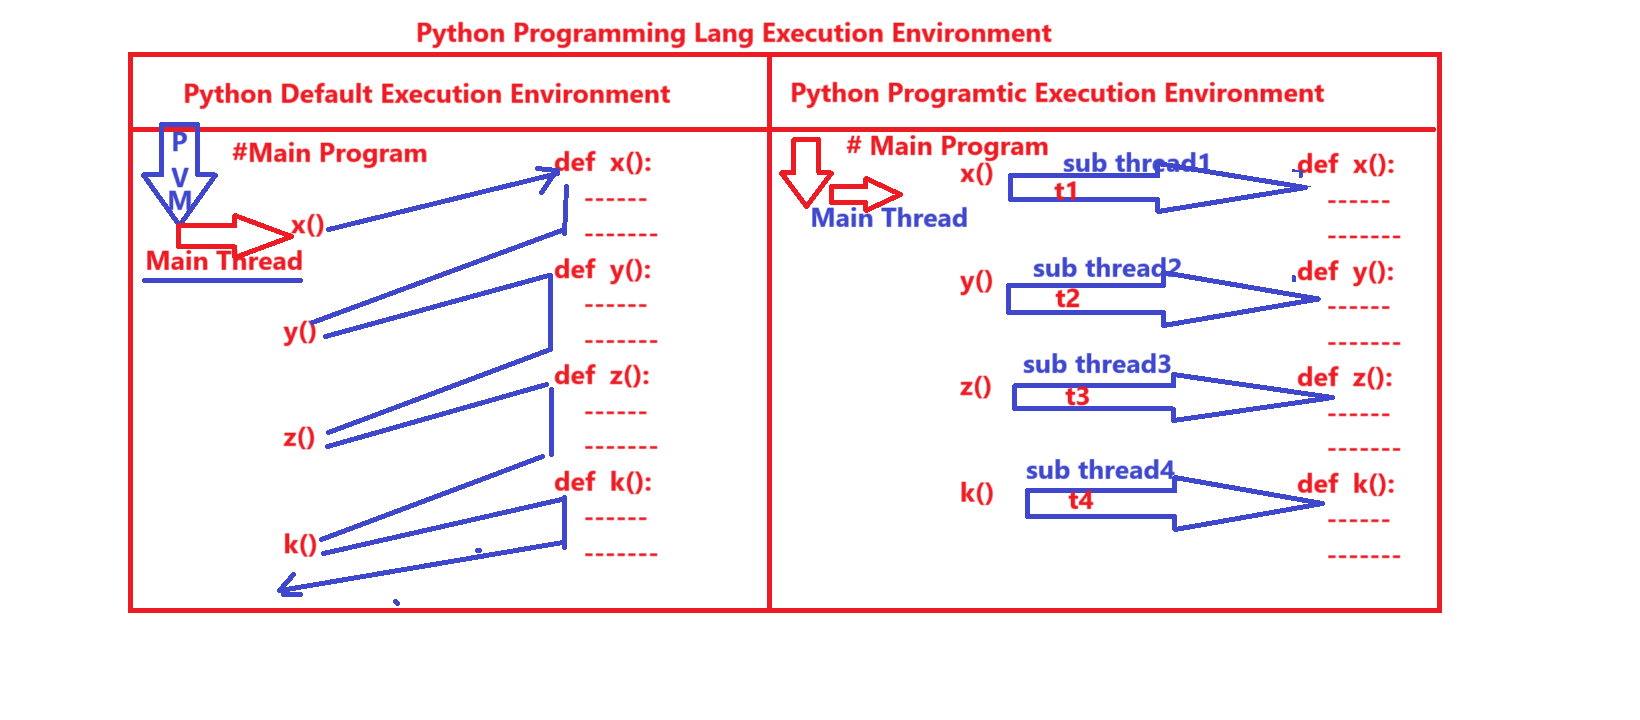 Python Programming Lang Execution Environment
Python Default Execution Environment
P
V
M
#Main Program
def x():
------
-------
x()
Main Thread
def y():
------
-------
y()
def z():
------
-------
z()
def k():
------
-------
k()
Python Programtic Execution Environment
# Main Program
Main Thread
x()
sub thread1
t1
def x():
------
-------
y()
sub thread2
t2
def y():
------
-------
z()
sub thread3
t3
def z():
------
-------
k()
sub thread4
t4
def k():
------
-------